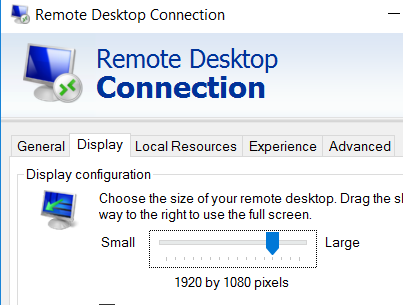 Remote Desktop Connection
Remote Desktop
Connection
General Display Local Resources Experience Advanced
Display configuration
Choose the size of your remote desktop. Drag the
way to the right to use the full screen.
Small Large
1920 by 1080 pixels